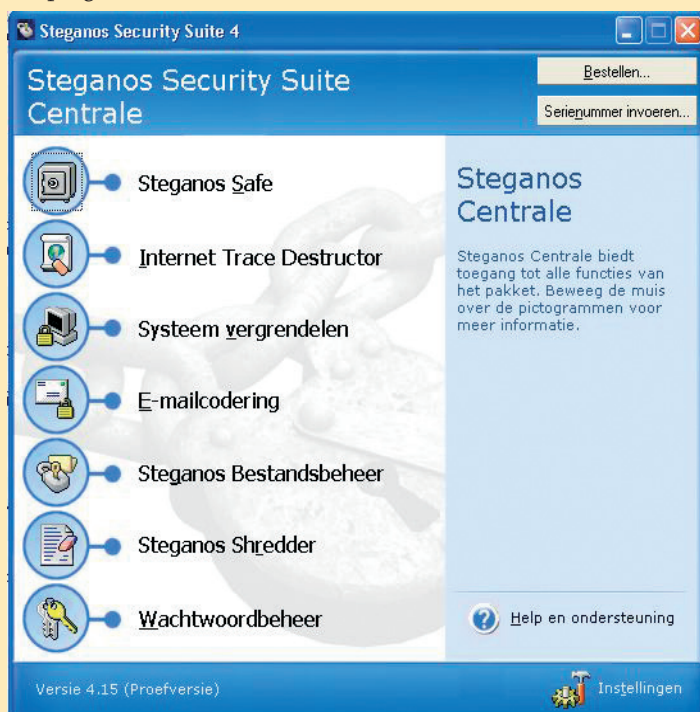 Steganos Security Suite 4
Steganos Security Suite
Centrale
Bestellen...
Serienummer invoeren...
Steganos Safe
Internet Trace Destructor
Systeem vergrendelen
E-mailcodering
Steganos Bestandsbeheer
Steganos Shredder
Wachtwoordbeheer
Steganos
Centrale
Steganos Centrale biedt
toegang tot alle functies van
het pakket. Beweeg de muis
over de pictogrammen voor
meer informatie.
Help en ondersteuning
Versie 4.15 (Proefversie)
Instellingen